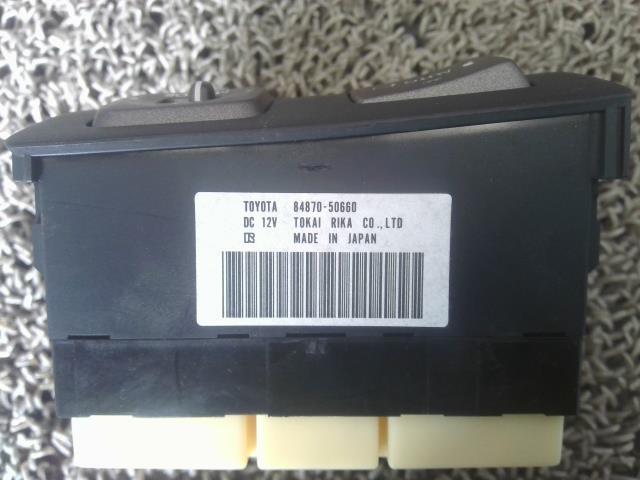 TOYOTA 84870-50660
DC 12V TOKAI RIKA CO.,LTD
MADE IN JAPAN